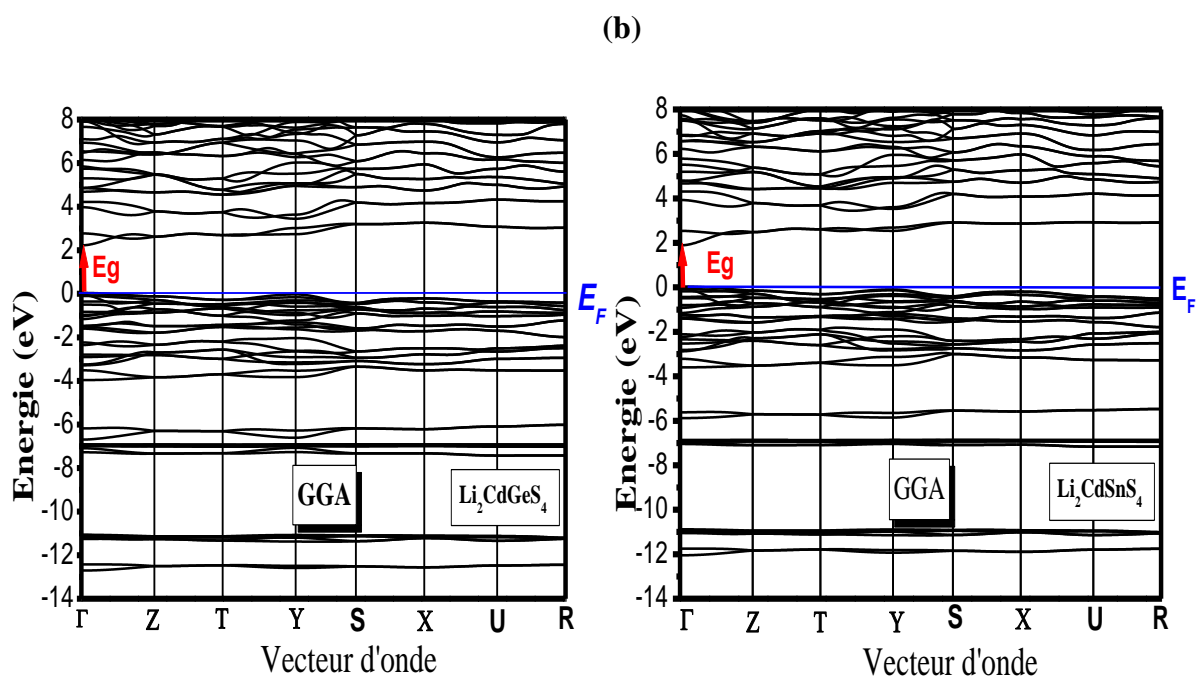 (b)
Energie (eV)
8
6
4
2
0
-2
-4
-6
-8
-10
-12
-14
Eg
E_F
GGA
Li₂CdGeS₄
Γ Z T Y S X U R
Vecteur d'onde
Energie (eV)
8
6
4
2
0
-2
-4
-6
-8
-10
-12
-14
Eg
E_F
GGA
Li₂CdSnS₄
Γ Z T Y S X U R
Vecteur d'onde